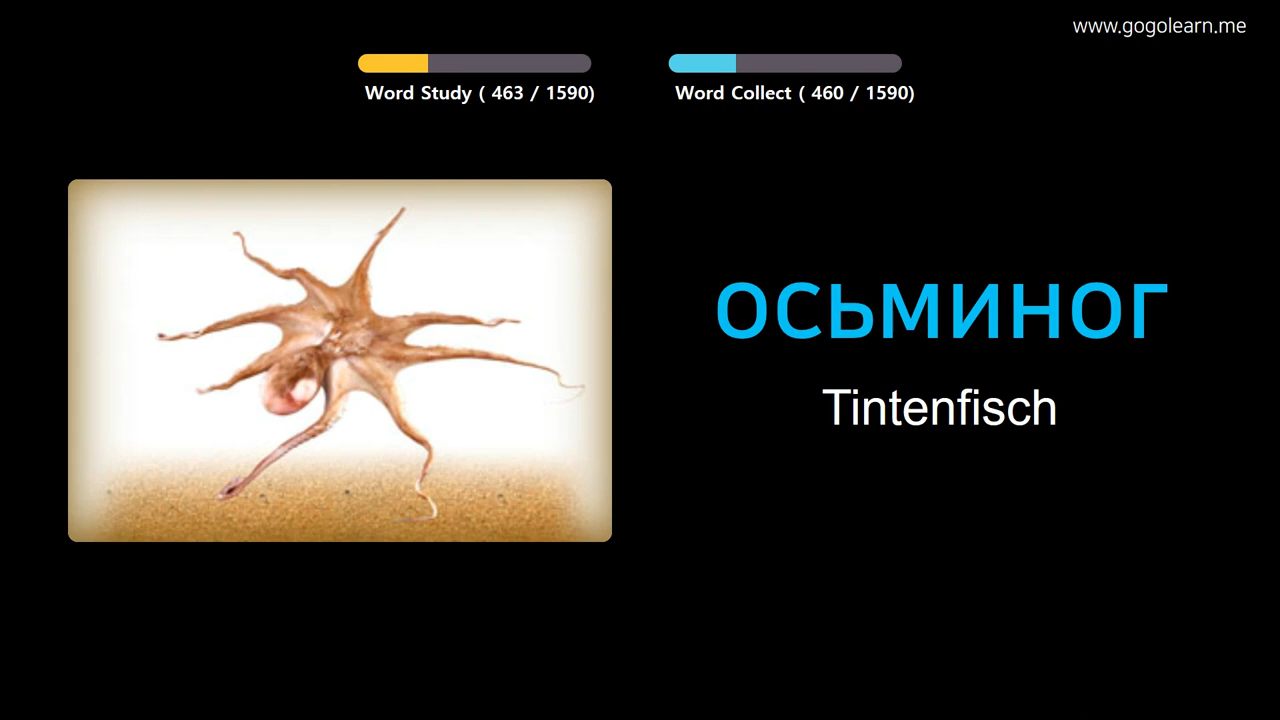 www.gogolearn.me
Word Study ( 463 / 1590)
Word Collect ( 460 / 1590)
осьминог
Tintenfisch